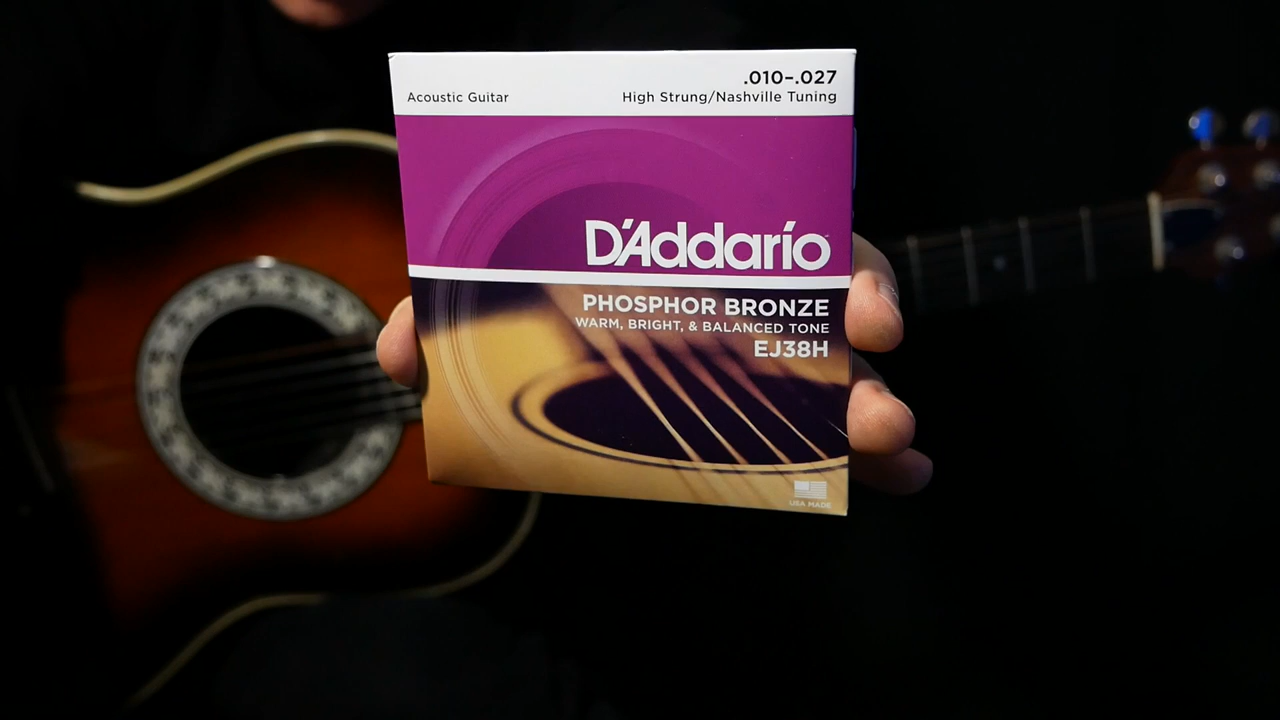 .010–.027
Acoustic Guitar
High Strung/Nashville Tuning
D'Addario
PHOSPHOR BRONZE
WARM, BRIGHT, & BALANCED TONE
EJ38H
USA MADE